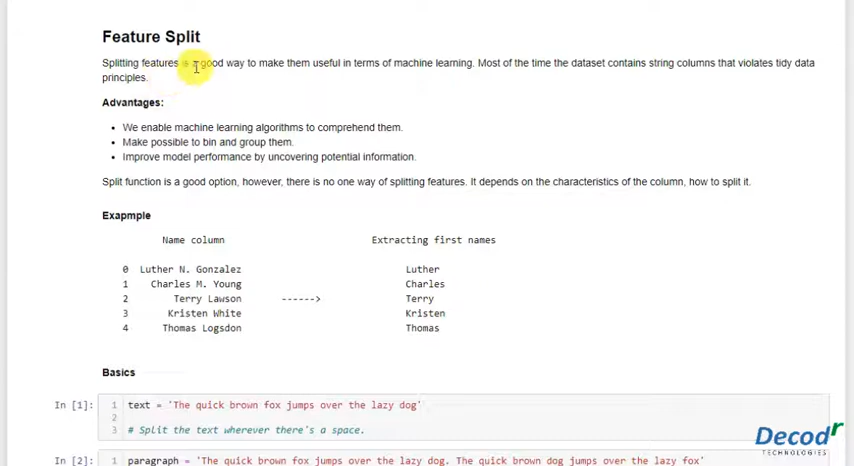 Feature Split
Splitting features is a good way to make them useful in terms of machine learning. Most of the time the dataset contains string columns that violates tidy data
principles.
Advantages:
We enable machine learning algorithms to comprehend them.
Make possible to bin and group them.
Improve model performance by uncovering potential information.
Split function is a good option, however, there is no one way of splitting features. It depends on the characteristics of the column, how to split it.
Exapmple
Name column Extracting first names
0 Luther N. Gonzalez Luther
1 Charles M. Young Charles
2 Terry Lawson ------> Terry
3 Kristen White Kristen
4 Thomas Logsdon Thomas
Basics
In [1]: 1 text = 'The quick brown fox jumps over the lazy dog'
2
3 # Split the text wherever there's a space.
Decodr
TECHNOLOGIES
In [2]: 1 paragraph = 'The quick brown fox jumps over the lazy dog. The quick brown dog jumps over the lazy fox'